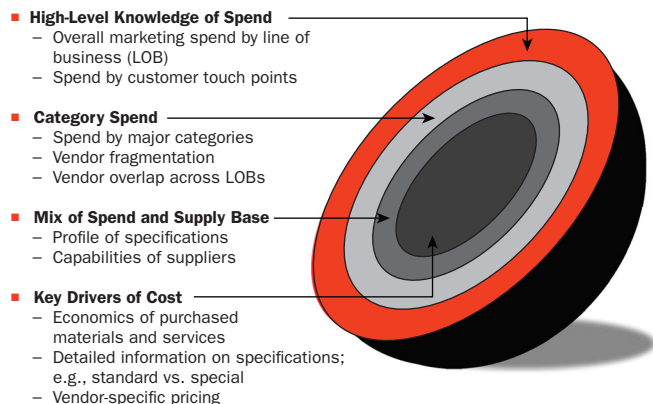 ▪ High-Level Knowledge of Spend
– Overall marketing spend by line of
business (LOB)
– Spend by customer touch points
▪ Category Spend
– Spend by major categories
– Vendor fragmentation
– Vendor overlap across LOBs
▪ Mix of Spend and Supply Base
– Profile of specifications
– Capabilities of suppliers
▪ Key Drivers of Cost
– Economics of purchased
materials and services
– Detailed information on specifications;
e.g., standard vs. special
– Vendor-specific pricing